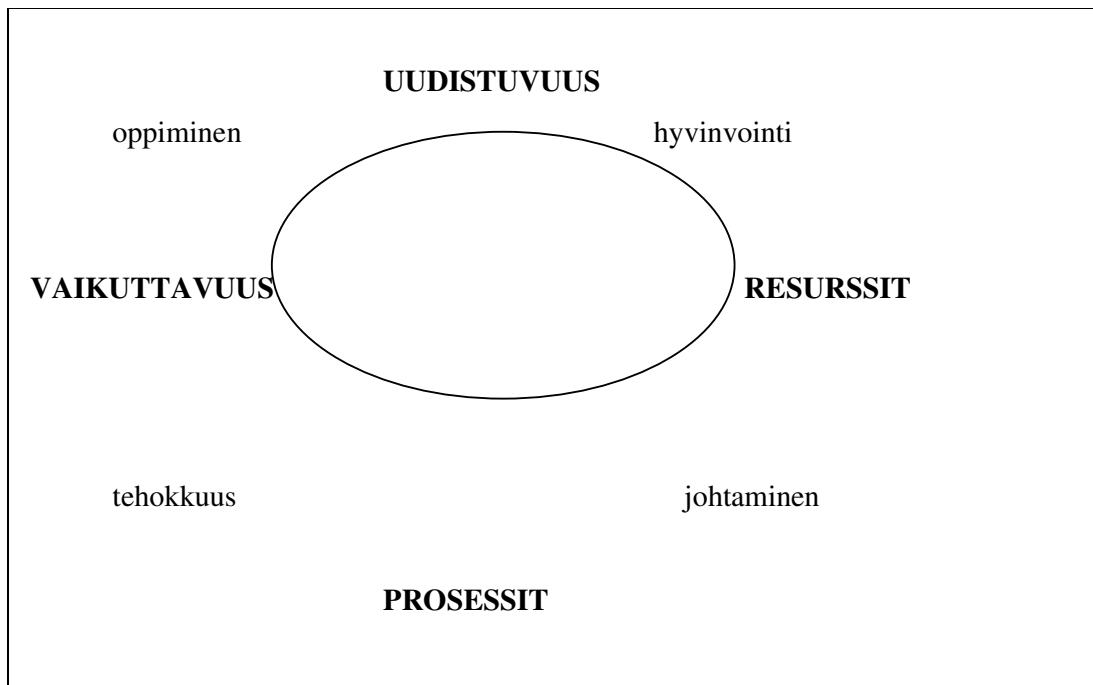 UUDISTUVUUS
oppiminen hyvinvointi
VAIKUTTAVUUS RESURSSIT
tehokkuus johtaminen
PROSESSIT